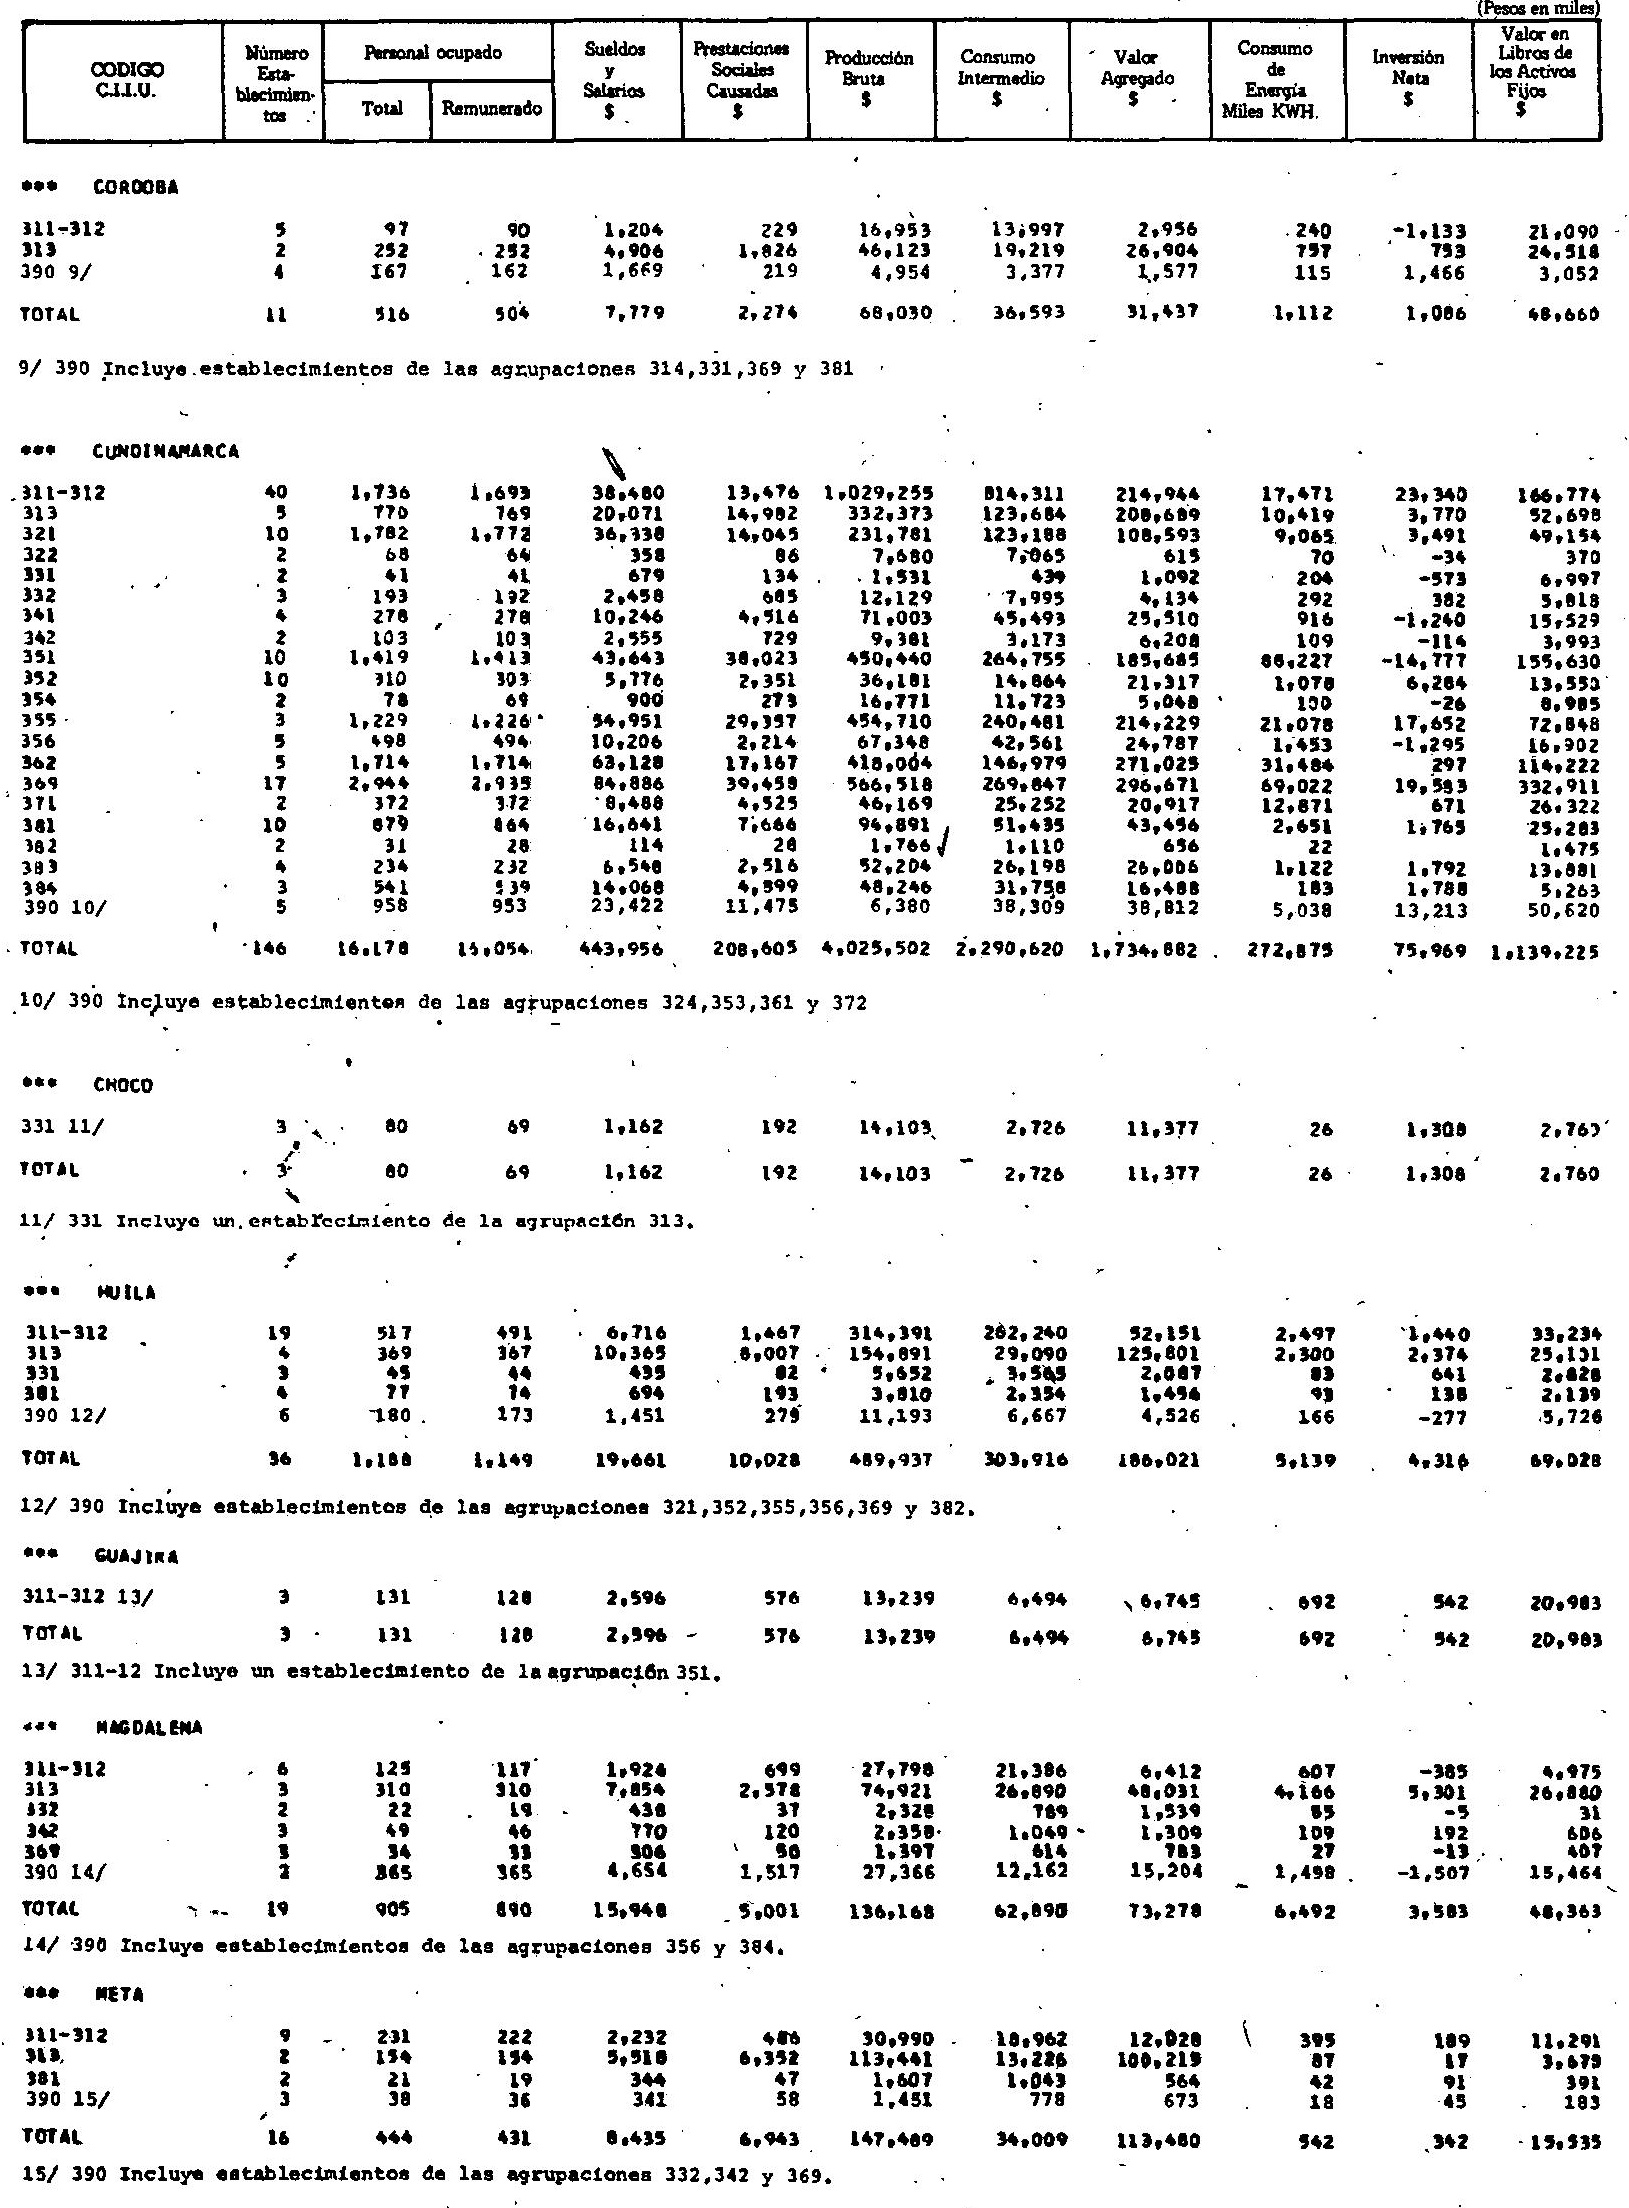 (Pesos en miles)
CODIGO C.I.I.U. Número Esta- blecimien- tos Personal ocupado Total Remunerado Sueldos y Salarios $ Prestaciones Sociales Causadas $ Producción Bruta $ Consumo Intermedio $ Valor Agregado $ Consumo de Energía Miles KWH. Inversión Neta $ Valor en Libros de los Activos Fijos $
*** CORDOBA
311-312 5 97 90 1,204 229 16,953 13,997 2,956 240 -1,133 21,090
313 2 252 252 4,906 1,826 46,123 19,219 26,904 757 753 24,518
390 9/ 4 167 162 1,669 219 4,954 3,377 1,577 115 1,466 3,052
TOTAL 11 516 504 7,779 2,274 68,030 36,593 31,437 1,112 1,086 48,660
9/ 390 Incluye establecimientos de las agrupaciones 314,331,369 y 381
*** CUNDINAMARCA
311-312 40 1,736 1,693 38,480 13,476 1,029,255 814,311 214,944 17,471 23,340 166,774
313 5 770 769 20,071 14,982 332,373 123,684 208,689 10,419 3,770 52,698
321 10 1,782 1,772 36,338 14,045 231,781 123,188 108,593 9,065 3,491 49,154
322 2 68 64 358 86 7,680 7,065 615 70 -34 370
331 2 41 41 679 134 1,531 439 1,092 204 -573 6,997
332 3 193 192 2,458 685 12,129 7,995 4,134 292 382 5,818
341 4 278 278 10,246 4,516 71,003 45,493 25,510 916 -1,240 15,529
342 2 103 103 2,555 729 9,381 3,173 6,208 109 -114 3,993
351 10 1,419 1,413 43,643 38,023 450,440 264,755 185,685 86,227 -14,777 155,630
352 10 310 303 5,776 2,351 36,181 14,864 21,317 1,078 6,284 13,553
354 2 78 69 900 273 16,771 11,723 5,048 100 -26 8,985
355 3 1,229 1,226 54,951 29,357 454,710 240,481 214,229 21,078 17,652 72,848
356 5 498 494 10,206 2,214 67,348 42,561 24,787 1,453 -1,295 16,902
362 5 1,714 1,714 63,128 17,167 418,004 146,979 271,025 31,484 297 114,222
369 17 2,944 2,935 84,886 39,458 566,518 269,847 296,671 69,022 19,583 332,911
371 2 372 372 8,488 4,525 46,169 25,252 20,917 12,871 671 26,322
381 10 879 864 16,641 7,666 94,891 51,435 43,456 2,651 1,765 25,283
382 2 31 28 114 28 1,766 1,110 656 22 1,475
383 4 234 232 6,548 2,516 52,204 26,198 26,006 1,122 1,792 13,881
384 3 541 539 14,068 4,599 48,246 31,758 16,488 183 1,788 5,263
390 10/ 5 958 953 23,422 11,475 6,380 38,309 38,812 5,038 13,213 50,620
TOTAL 146 16,178 16,054 443,956 208,605 4,025,502 2,290,620 1,734,882 272,875 75,969 1,139,225
10/ 390 Incluye establecimientos de las agrupaciones 324,353,361 y 372
*** CHOCO
331 11/ 3 80 69 1,162 192 14,103 2,726 11,377 26 1,308 2,760
TOTAL 3 80 69 1,162 192 14,103 2,726 11,377 26 1,308 2,760
11/ 331 Incluye un establecimiento de la agrupación 313.
*** HUILA
311-312 19 517 491 6,716 1,467 314,391 262,240 52,151 2,497 1,440 33,234
313 4 369 367 10,365 8,007 154,891 29,090 125,801 2,300 2,374 25,101
331 3 45 44 435 82 5,652 3,565 2,087 83 641 2,828
381 4 77 74 694 193 3,810 2,354 1,456 93 138 2,139
390 12/ 6 180 173 1,451 279 11,193 6,667 4,526 166 -277 5,726
TOTAL 36 1,188 1,149 19,661 10,028 489,937 303,916 186,021 5,139 4,316 69,028
12/ 390 Incluye establecimientos de las agrupaciones 321,352,355,356,369 y 382.
*** GUAJIRA
311-312 13/ 3 131 128 2,596 576 13,239 6,494 6,745 692 542 20,983
TOTAL 3 131 128 2,596 576 13,239 6,494 6,745 692 542 20,983
13/ 311-12 Incluye un establecimiento de la agrupación 351.
*** MAGDALENA
311-312 6 125 117 1,926 699 27,798 21,386 6,412 607 -385 4,975
313 3 310 310 7,854 2,578 74,921 26,890 48,031 4,166 5,301 26,880
332 2 22 19 438 37 2,328 789 1,539 85 -5 31
342 3 49 46 770 120 2,358 1,049 1,309 109 192 606
369 3 34 33 306 50 1,397 614 783 27 -13 407
390 14/ 2 365 365 4,654 1,517 27,366 12,162 15,204 1,498 -1,507 15,464
TOTAL 19 905 890 15,948 5,001 136,168 62,890 73,278 6,492 3,583 48,363
14/ 390 Incluye establecimientos de las agrupaciones 356 y 384.
*** META
311-312 9 231 222 2,232 486 30,990 18,962 12,028 395 189 11,291
313 2 154 154 5,518 6,352 113,441 13,226 100,215 87 17 3,670
381 2 21 19 344 47 1,607 1,043 564 42 91 391
390 15/ 3 38 36 341 58 1,451 778 673 18 45 183
TOTAL 16 444 431 8,435 6,943 147,489 34,009 113,480 542 342 15,535
15/ 390 Incluye establecimientos de las agrupaciones 332,342 y 369.